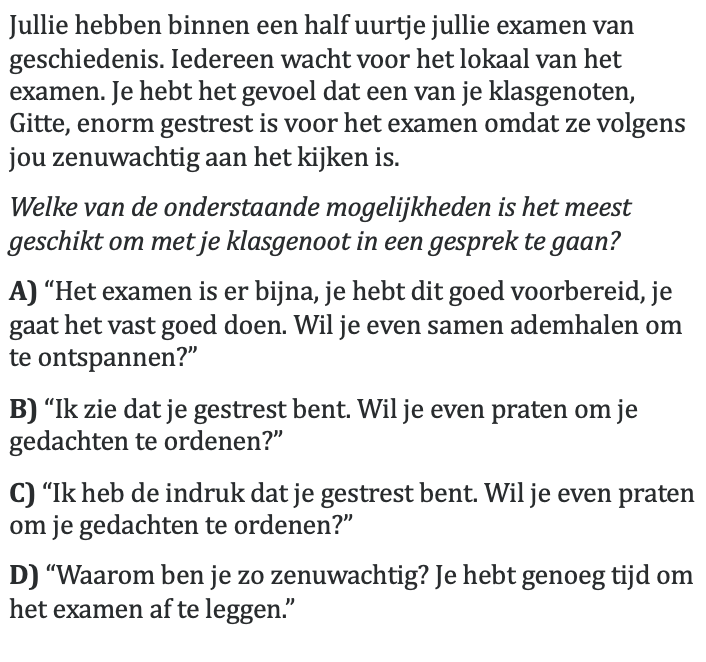 Jullie hebben binnen een half uurtje jullie examen van
geschiedenis. Iedereen wacht voor het lokaal van het
examen. Je hebt het gevoel dat een van je klasgenoten,
Gitte, enorm gestrest is voor het examen omdat ze volgens
jou zenuwachtig aan het kijken is.
Welke van de onderstaande mogelijkheden is het meest
geschikt om met je klasgenoot in een gesprek te gaan?
A) “Het examen is er bijna, je hebt dit goed voorbereid, je
gaat het vast goed doen. Wil je even samen ademhalen om
te ontspannen?”
B) “Ik zie dat je gestrest bent. Wil je even praten om je
gedachten te ordenen?”
C) “Ik heb de indruk dat je gestrest bent. Wil je even praten
om je gedachten te ordenen?”
D) “Waarom ben je zo zenuwachtig? Je hebt genoeg tijd om
het examen af te leggen.”